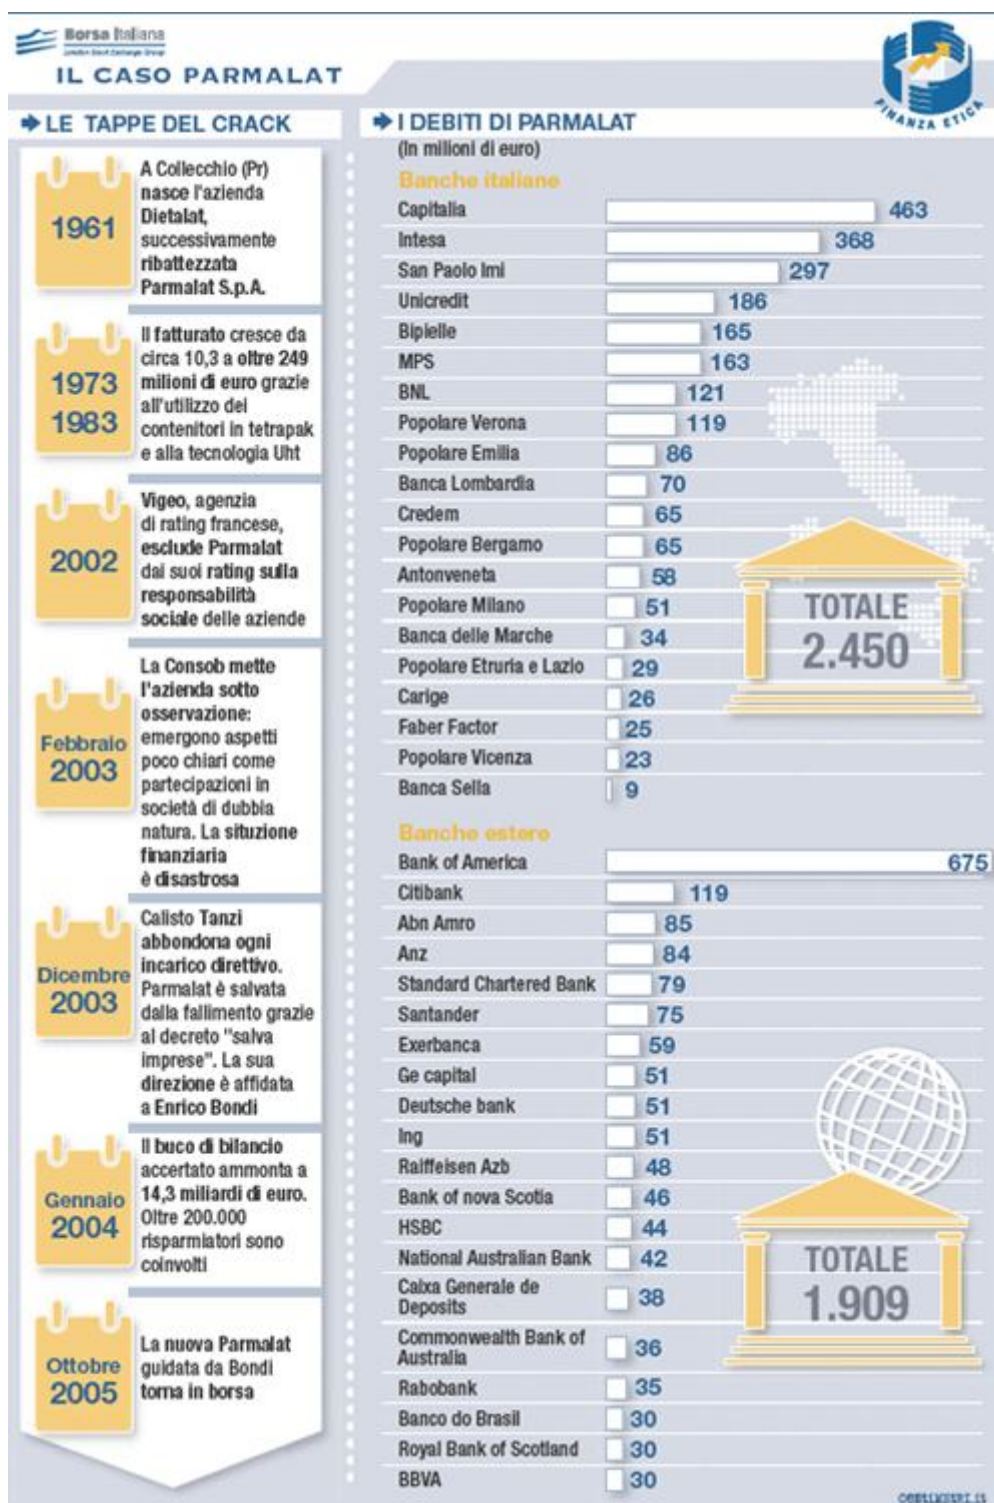 Borsa Italiana
London Stock Exchange Group
IL CASO PARMALAT
FINANZA ETICA
LE TAPPE DEL CRACK
1961
A Collecchio (Pr)
nasce l'azienda
Dietalat,
successivamente
ribattezzata
Parmalat S.p.A.
1973
1983
Il fatturato cresce da
circa 10,3 a oltre 249
milioni di euro grazie
all'utilizzo dei
contenitori in tetrapak
e alla tecnologia Uht
2002
Vigeo, agenzia
di rating francese,
esclude Parmalat
dai suoi rating sulla
responsabilità
sociale delle aziende
Febbraio
2003
La Consob mette
l'azienda sotto
osservazione:
emergono aspetti
poco chiari come
partecipazioni in
società di dubbia
natura. La situzione
finanziaria
è disastrosa
Dicembre
2003
Calisto Tanzi
abbondona ogni
incarico direttivo.
Parmalat è salvata
dalla fallimento grazie
al decreto "salva
imprese". La sua
direzione è affidata
a Enrico Bondi
Gennaio
2004
Il buco di bilancio
accertato ammonta a
14,3 miliardi di euro.
Oltre 200.000
risparmiatori sono
coinvolti
Ottobre
2005
La nuova Parmalat
guidata da Bondi
torna in borsa
I DEBITI DI PARMALAT
(In milioni di euro)
Banche italiane
Capitalia 463
Intesa 368
San Paolo Imi 297
Unicredit 186
Bipielle 165
MPS 163
BNL 121
Popolare Verona 119
Popolare Emilia 86
Banca Lombardia 70
Credem 65
Popolare Bergamo 65
Antonveneta 58
Popolare Milano 51
Banca delle Marche 34
Popolare Etruria e Lazio 29
Carige 26
Faber Factor 25
Popolare Vicenza 23
Banca Sella 9
TOTALE
2.450
Banche estere
Bank of America 675
Citibank 119
Abn Amro 85
Anz 84
Standard Chartered Bank 79
Santander 75
Exerbanca 59
Ge capital 51
Deutsche bank 51
Ing 51
Raiffeisen Azb 48
Bank of nova Scotia 46
HSBC 44
National Australian Bank 42
Caixa Generale de
Deposits 38
Commonwealth Bank of
Australia 36
Rabobank 35
Banco do Brasil 30
Royal Bank of Scotland 30
BBVA 30
TOTALE
1.909
centimetri.it